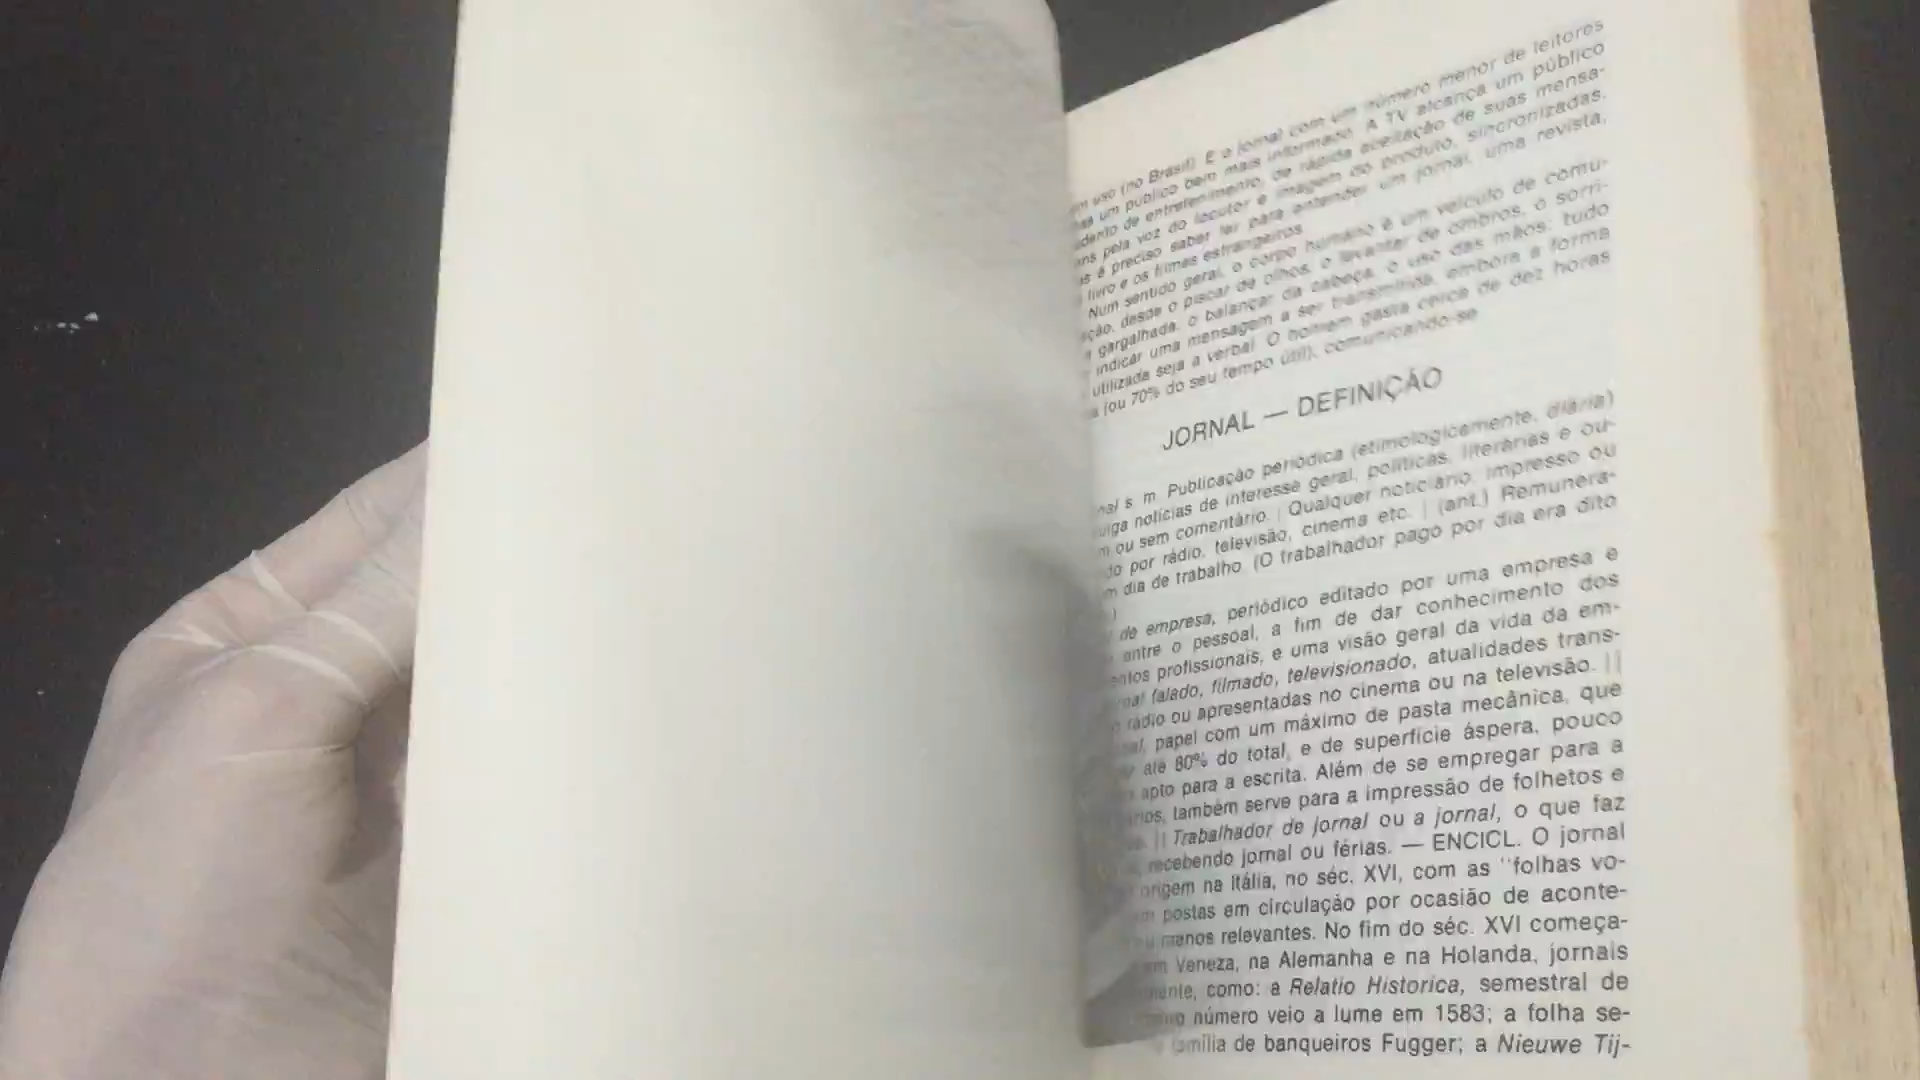 uso (no Brasil). E o jornal com um número menor de leitores
um público bem mais informado. A TV alcança um público
de entretenimento, de rápida aceitação de suas mensa-
pela voz do locutor e imagem do produto, sincronizadas.
é preciso saber ler para entender um jornal, uma revista,
livro e os filmes estrangeiros.
Num sentido geral, o corpo humano é um veículo de comu-
desde o piscar de olhos, o levantar de ombros, o sorri-
gargalhada, o balançar da cabeça, o uso das mãos; tudo
indicar uma mensagem a ser transmitida, embora a forma
utilizada seja a verbal. O homem gasta cerca de dez horas
(ou 70% do seu tempo útil), comunicando-se
JORNAL — DEFINIÇÃO
s. m. Publicação periódica (etimologicamente, diária)
notícias de interesse geral, políticas, literárias e ou-
ou sem comentário. | Qualquer noticiário, impresso ou
por rádio, televisão, cinema etc. | (ant.) Remunera-
dia de trabalho. (O trabalhador pago por dia era dito
)
de empresa, periódico editado por uma empresa e
entre o pessoal, a fim de dar conhecimento dos
profissionais, e uma visão geral da vida da em-
falado, filmado, televisionado, atualidades trans-
rádio ou apresentadas no cinema ou na televisão. ||
papel com um máximo de pasta mecânica, que
até 80% do total, e de superfície áspera, pouco
apto para a escrita. Além de se empregar para a
também serve para a impressão de folhetos e
|| Trabalhador de jornal ou a jornal, o que faz
recebendo jornal ou férias. — ENCICL. O jornal
origem na Itália, no séc. XVI, com as "folhas vo-
postas em circulação por ocasião de aconte-
menos relevantes. No fim do séc. XVI começa-
em Veneza, na Alemanha e na Holanda, jornais
como: a Relatio Historica, semestral de
número veio a lume em 1583; a folha se-
família de banqueiros Fugger; a Nieuwe Tij-